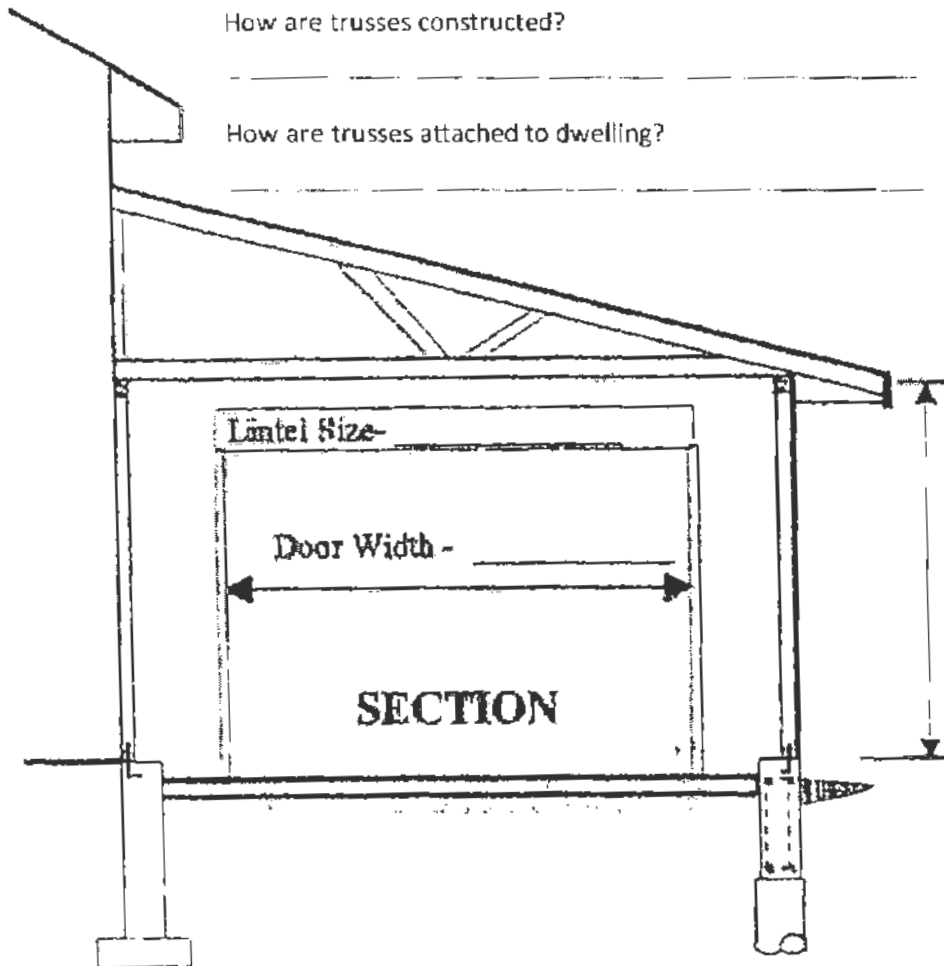 How are trusses constructed?
How are trusses attached to dwelling?
Lintel Size-
Door Width -
SECTION